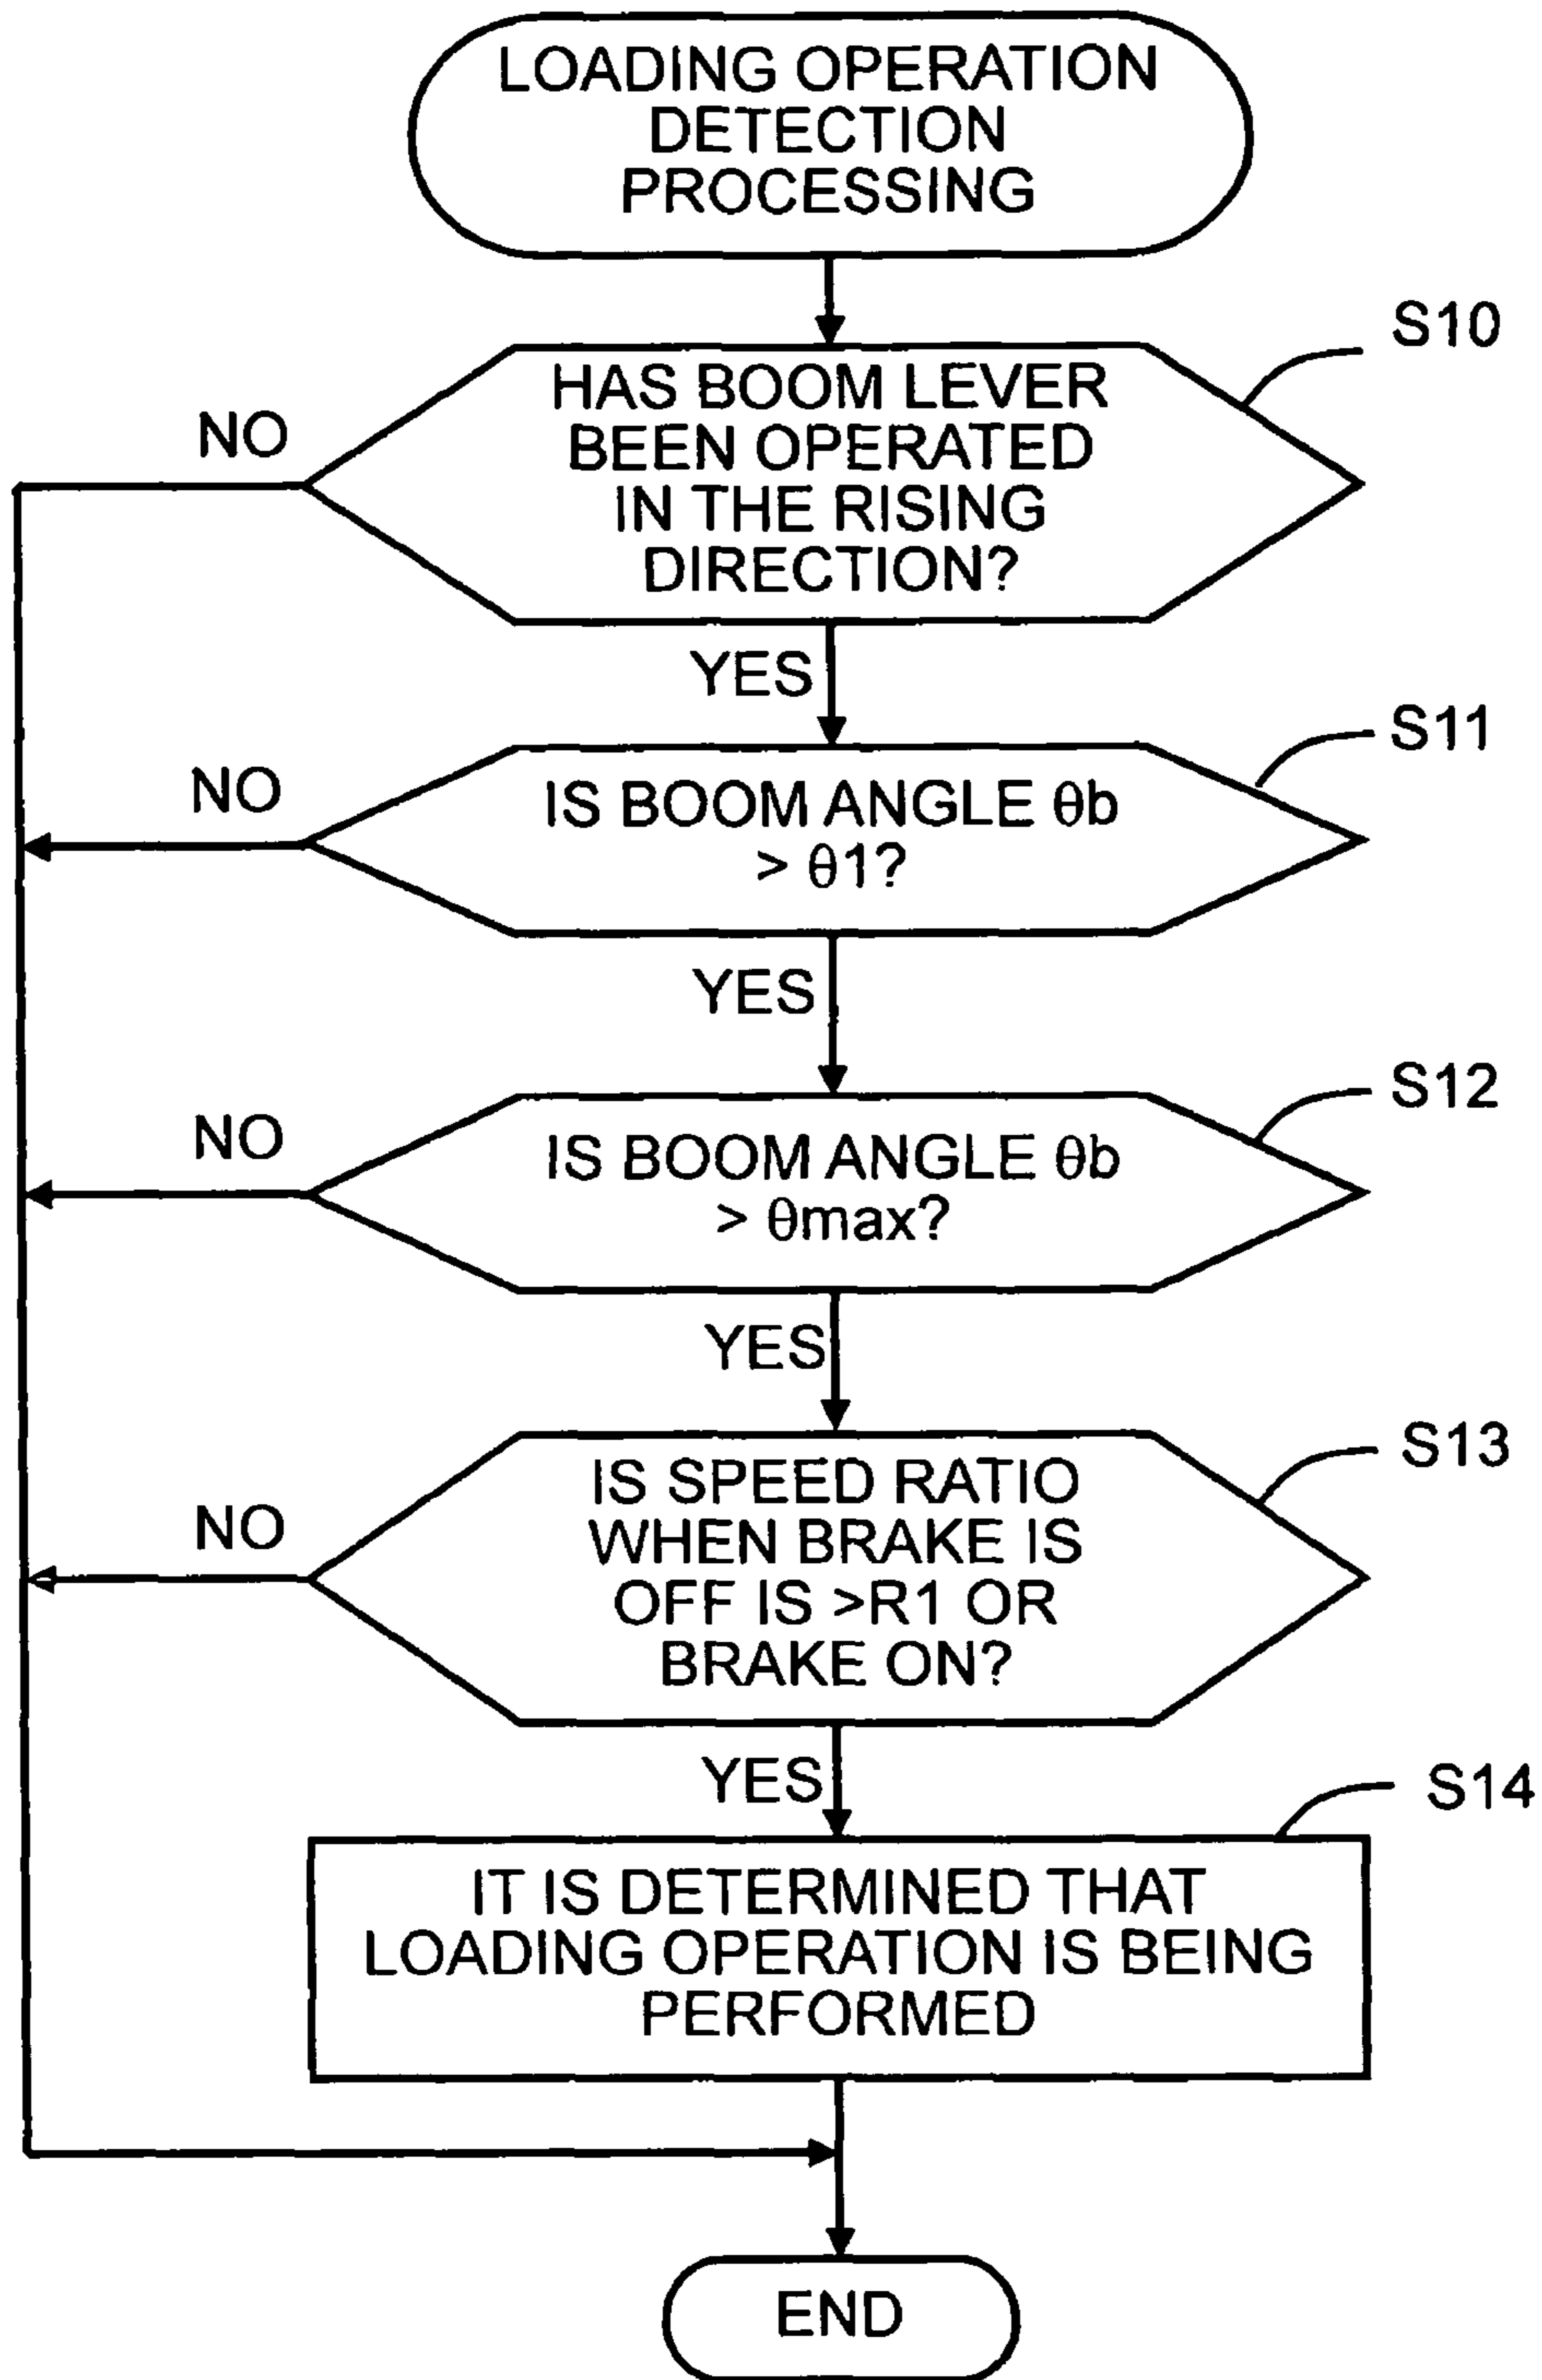 LOADING OPERATION
DETECTION
PROCESSING
S10
HAS BOOM LEVER
BEEN OPERATED
IN THE RISING
DIRECTION?
NO
YES
S11
IS BOOM ANGLE θb
> θ1?
NO
YES
S12
IS BOOM ANGLE θb
> θmax?
NO
YES
S13
IS SPEED RATIO
WHEN BRAKE IS
OFF IS >R1 OR
BRAKE ON?
NO
YES
S14
IT IS DETERMINED THAT
LOADING OPERATION IS BEING
PERFORMED
END